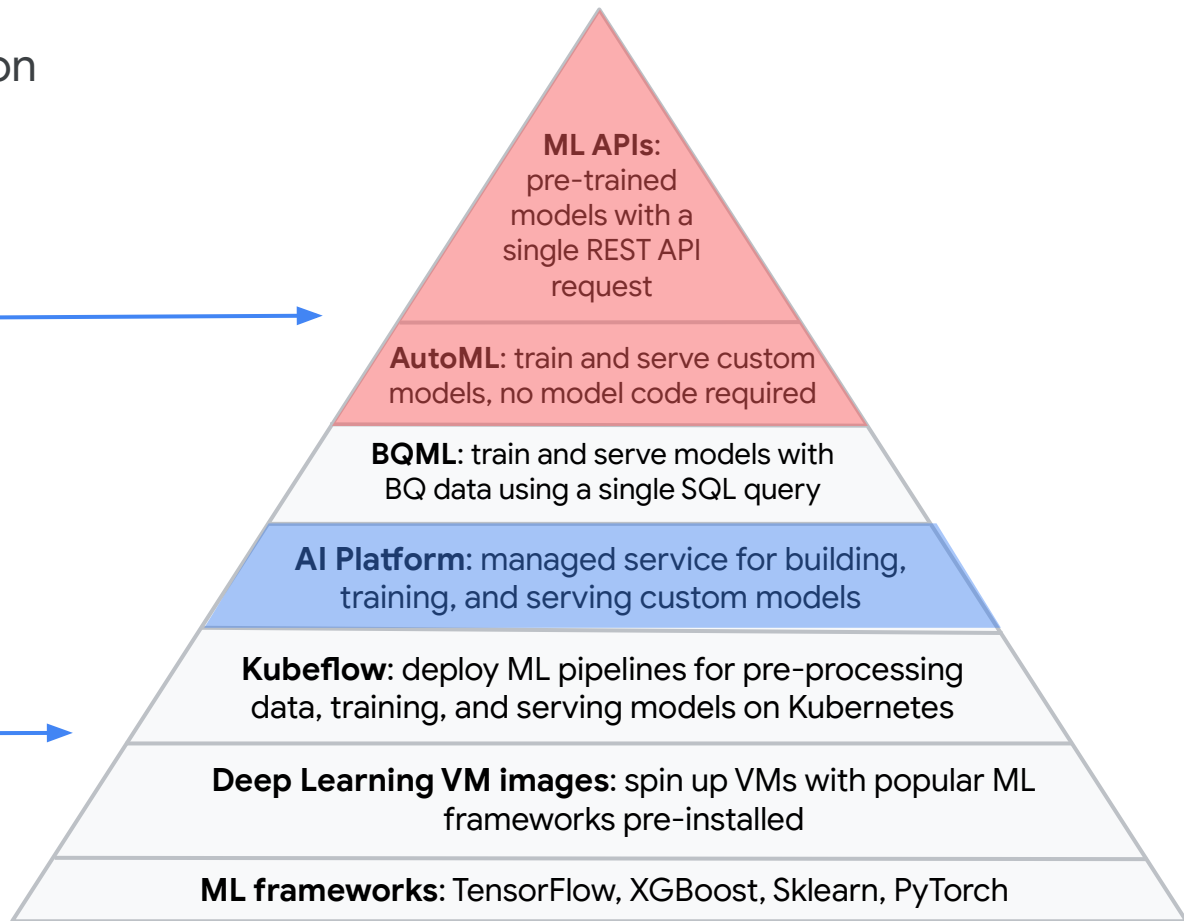 on
ML APIs:
pre-trained
models with a
single REST API
request
AutoML: train and serve custom
models, no model code required
BQML: train and serve models with
BQ data using a single SQL query
AI Platform: managed service for building,
training, and serving custom models
Kubeflow: deploy ML pipelines for pre-processing
data, training, and serving models on Kubernetes
Deep Learning VM images: spin up VMs with popular ML
frameworks pre-installed
ML frameworks: TensorFlow, XGBoost, Sklearn, PyTorch